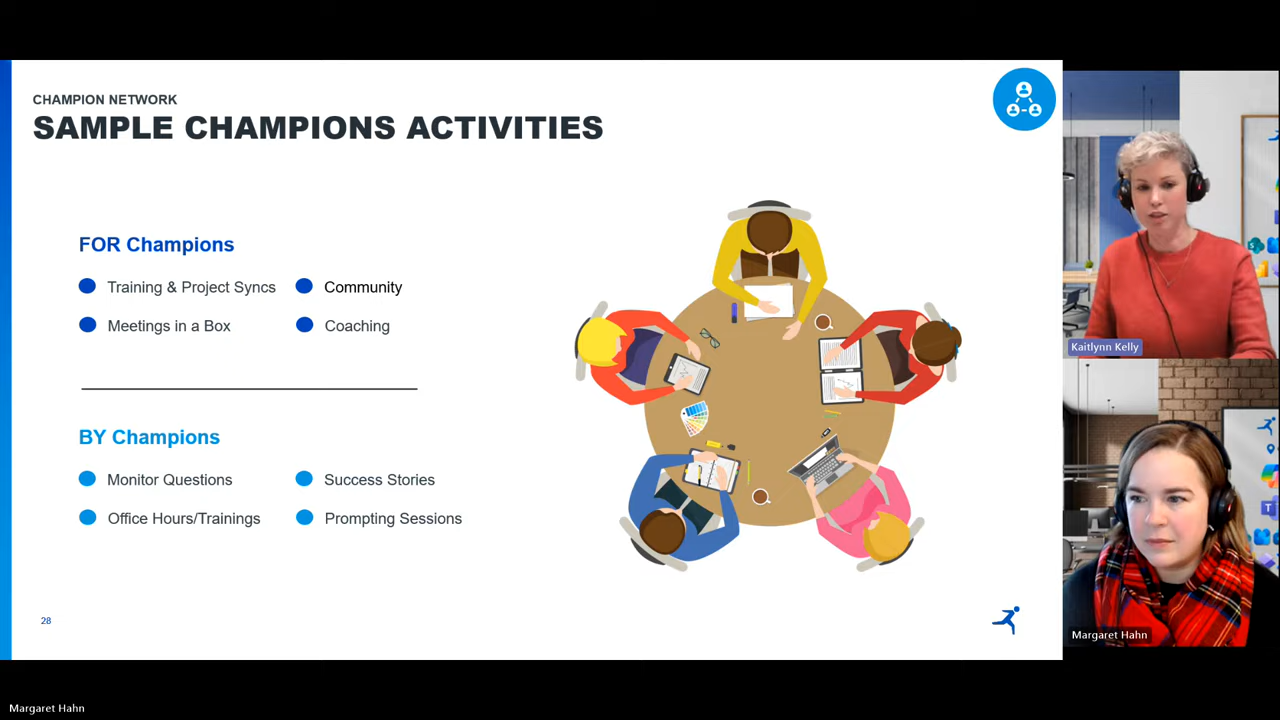 CHAMPION NETWORK
SAMPLE CHAMPIONS ACTIVITIES
FOR Champions
Training & Project Syncs
Community
Meetings in a Box
Coaching
BY Champions
Monitor Questions
Success Stories
Office Hours/Trainings
Prompting Sessions
28
Kaitlynn Kelly
Margaret Hahn
Margaret Hahn